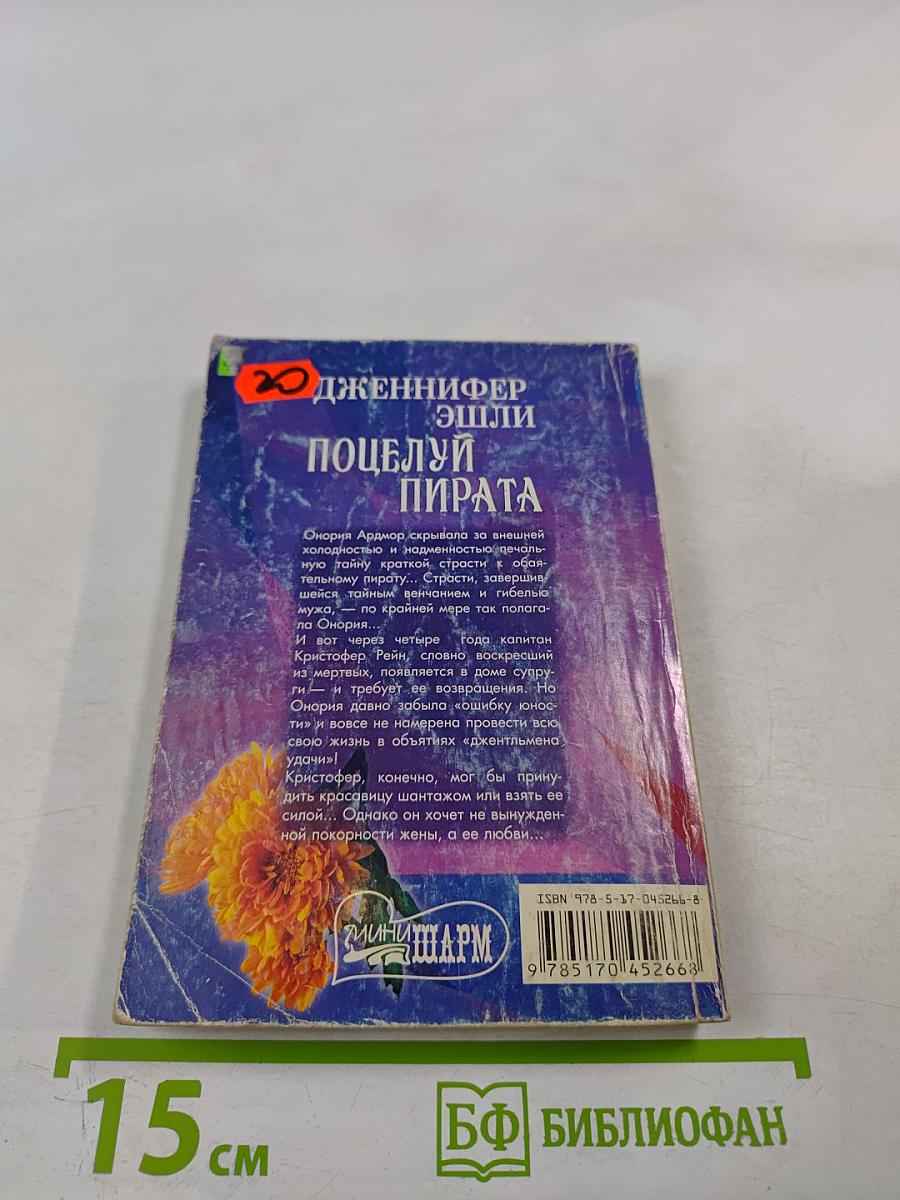 20
ДЖЕННИФЕР
ЭШЛИ
ПОЦЕЛУЙ
ПИРАТА
Онория Ардмор скрывала за внешней
холодностью и надменностью печаль-
ную тайну краткой страсти к обая-
тельному пирату... Страсти, завершив-
шейся тайным венчанием и гибелью
мужа, — по крайней мере так полага-
ла Онория...
И вот через четыре года капитан
Кристофер Рейн, словно воскресший
из мертвых, появляется в доме супру-
ги — и требует ее возвращения. Но
Онория давно забыла «ошибку юнос-
ти» и вовсе не намерена провести всю
свою жизнь в объятиях «джентльмена
удачи»!
Кристофер, конечно, мог бы прину-
дить красавицу шантажом или взять ее
силой... Однако он хочет не вынужден-
ной покорности жены, а ее любви...
мини ШАРМ
ISBN 978-5-17-045266-8
9 785170 452668
15 см
БФ БИБЛИОФАН